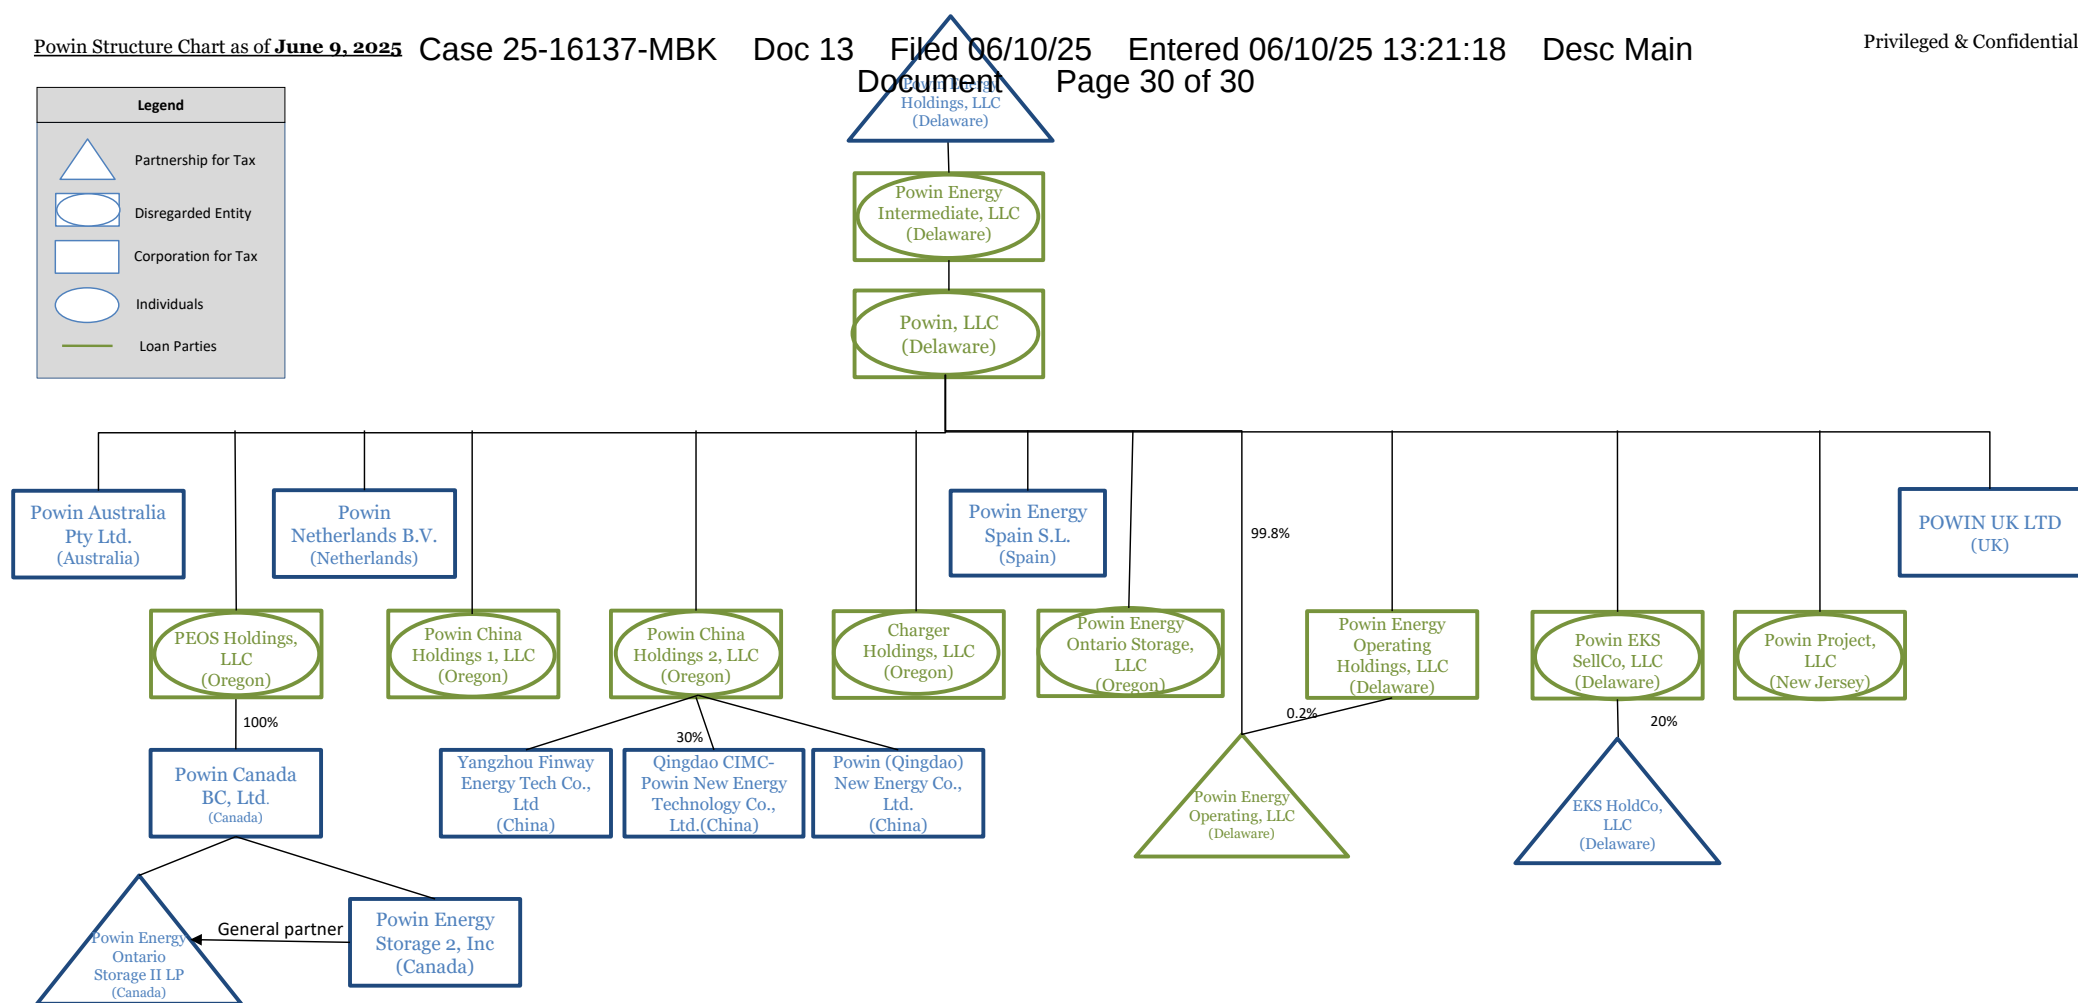 Powin Structure Chart as of June 9, 2025
Case 25-16137-MBK Doc 13 Filed 06/10/25 Entered 06/10/25 13:21:18 Desc Main
Document Page 30 of 30
Privileged & Confidential
Legend
Partnership for Tax
Disregarded Entity
Corporation for Tax
Individuals
Loan Parties
Powin Energy
Holdings, LLC
(Delaware)
Powin Energy
Intermediate, LLC
(Delaware)
Powin, LLC
(Delaware)
Powin Australia
Pty Ltd.
(Australia)
Powin
Netherlands B.V.
(Netherlands)
Powin Energy
Spain S.L.
(Spain)
99.8%
POWIN UK LTD
(UK)
PEOS Holdings,
LLC
(Oregon)
Powin China
Holdings 1, LLC
(Oregon)
Powin China
Holdings 2, LLC
(Oregon)
Charger
Holdings, LLC
(Oregon)
Powin Energy
Ontario Storage,
LLC
(Oregon)
Powin Energy
Operating
Holdings, LLC
(Delaware)
Powin EKS
SellCo, LLC
(Delaware)
Powin Project,
LLC
(New Jersey)
100%
30%
0.2%
20%
Powin Canada
BC, Ltd.
(Canada)
Yangzhou Finway
Energy Tech Co.,
Ltd
(China)
Qingdao CIMC-
Powin New Energy
Technology Co.,
Ltd.(China)
Powin (Qingdao)
New Energy Co.,
Ltd.
(China)
Powin Energy
Operating, LLC
(Delaware)
EKS HoldCo,
LLC
(Delaware)
Powin Energy
Ontario
Storage II LP
(Canada)
General partner
Powin Energy
Storage 2, Inc
(Canada)